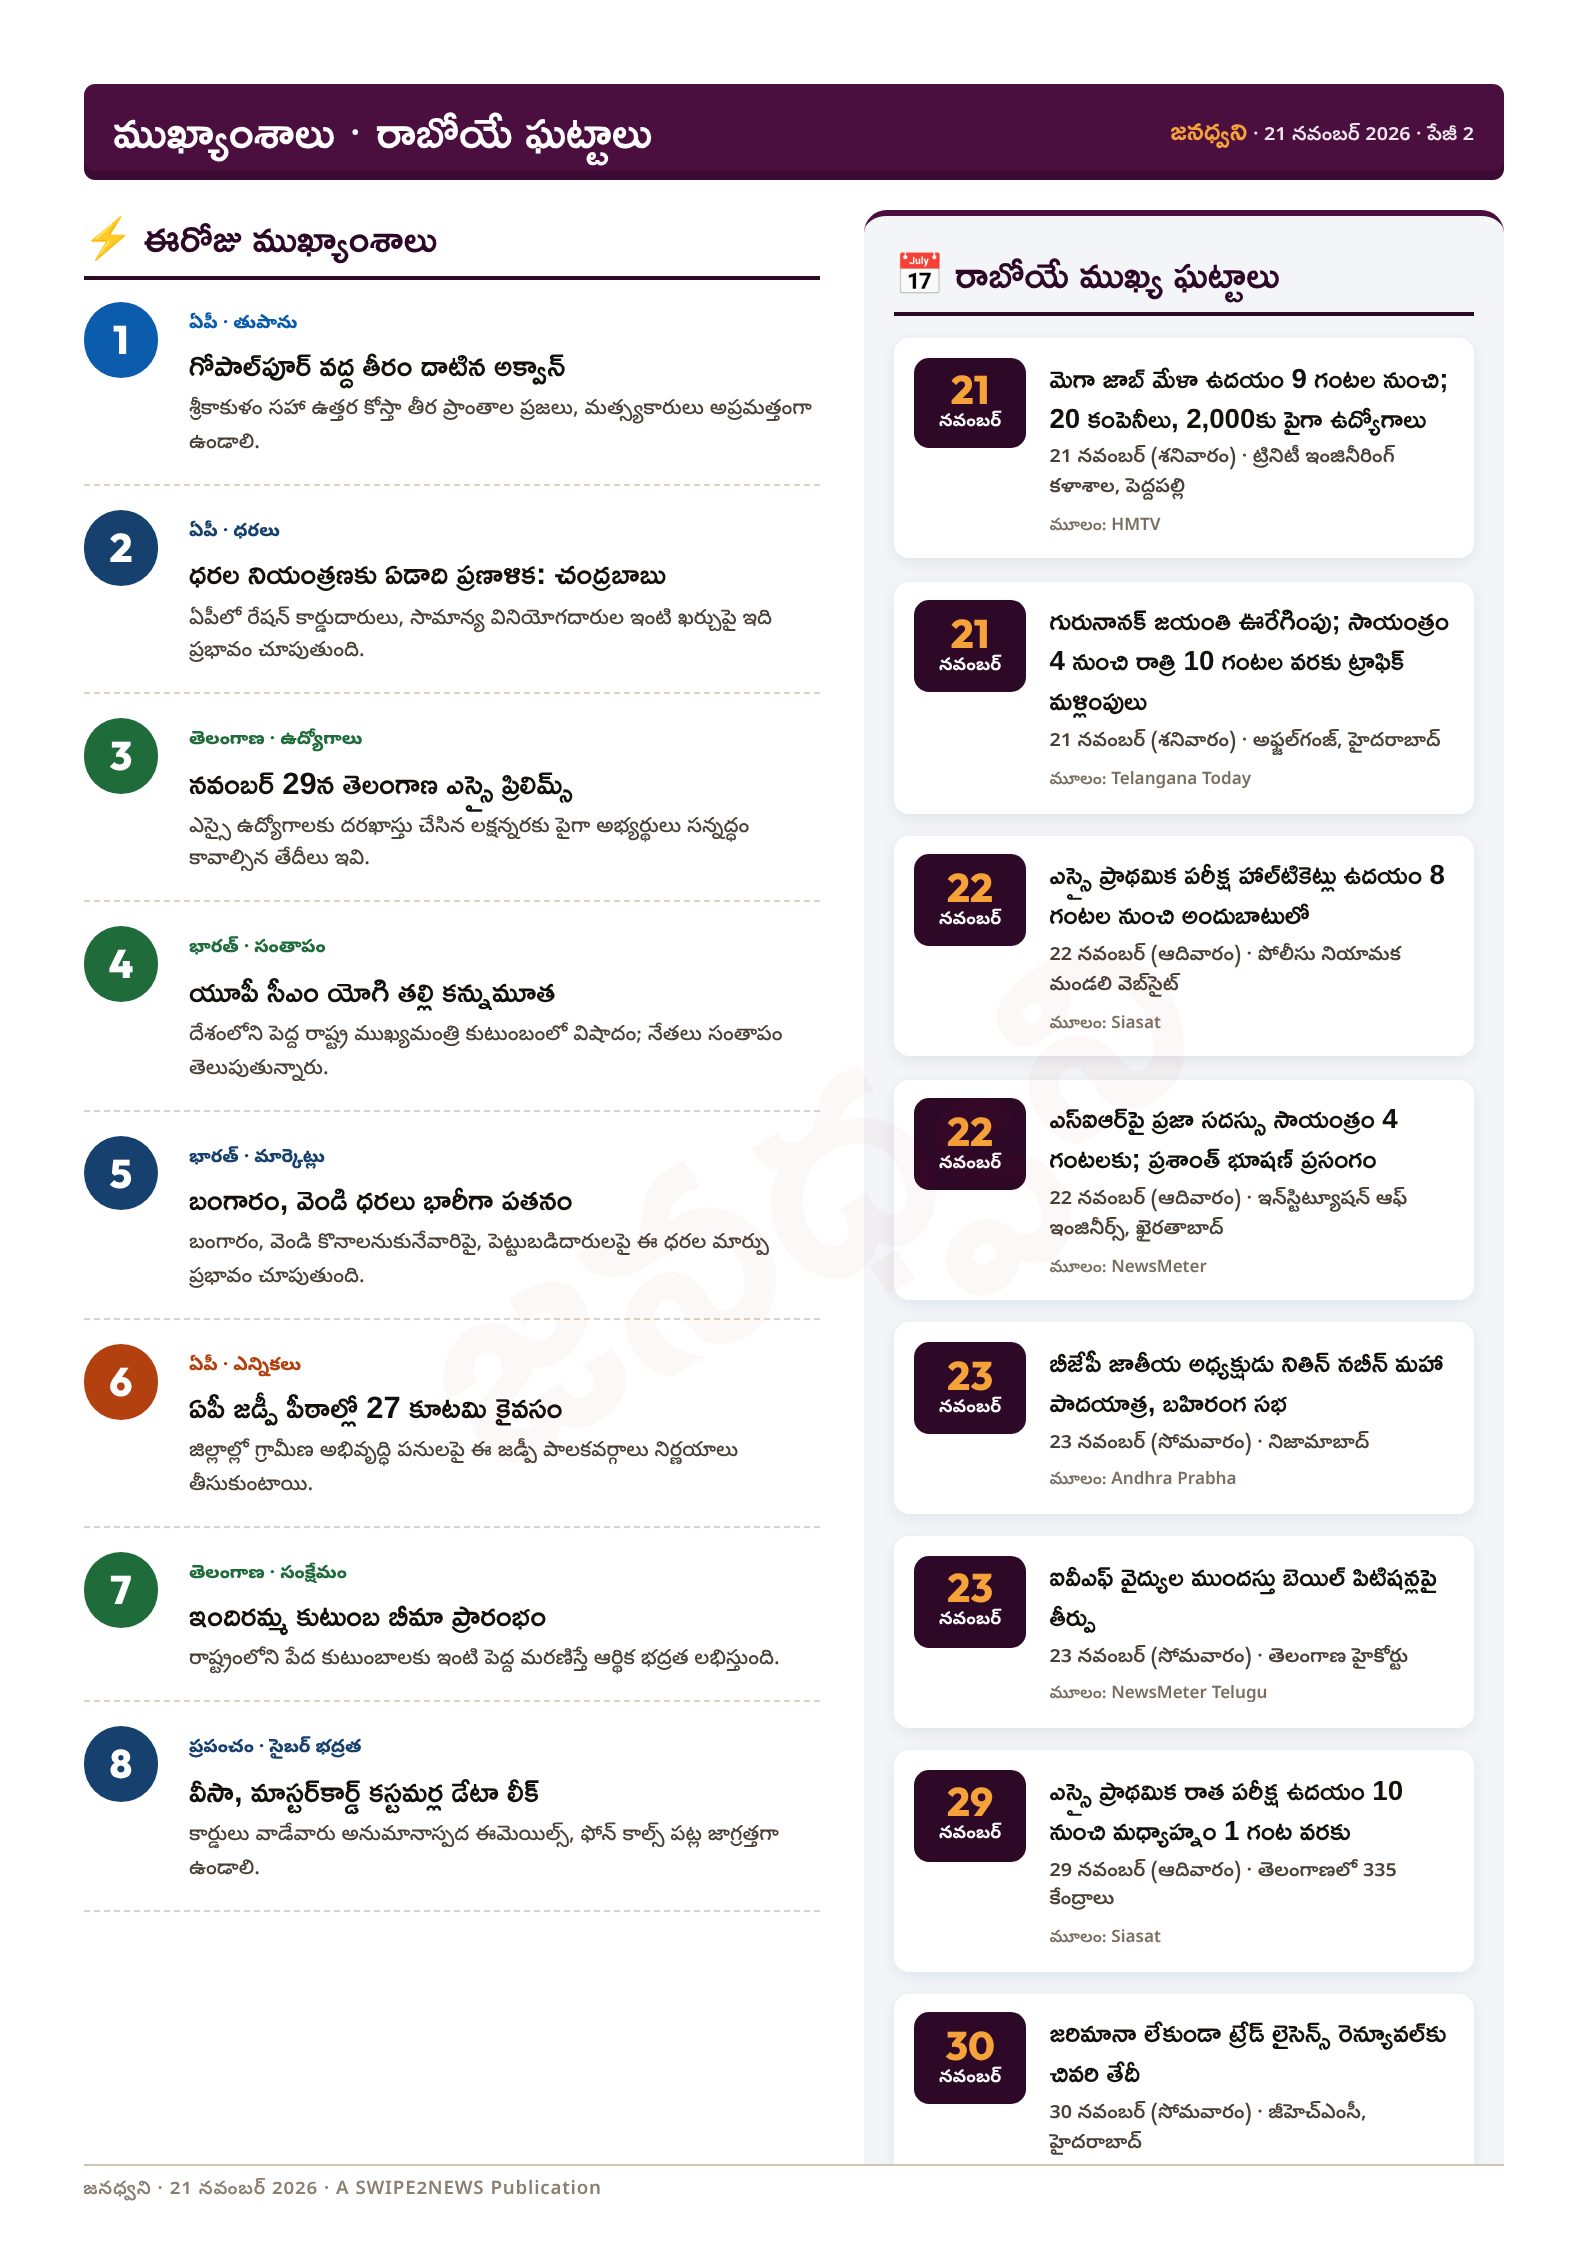 ముఖ్యాంశాలు · రాబోయే ఘట్టాలు
జనధ్వని · 21 నవంబర్ 2026 · పేజీ 2
⚡ ఈరోజు ముఖ్యాంశాలు
1
ఏపీ · తుపాను
గోపాల్‌పూర్ వద్ద తీరం దాటిన అక్వాన్
శ్రీకాకుళం సహా ఉత్తర కోస్తా తీర ప్రాంతాల ప్రజలు, మత్స్యకారులు అప్రమత్తంగా
ఉండాలి.
2
ఏపీ · ధరలు
ధరల నియంత్రణకు ఏడాది ప్రణాళిక: చంద్రబాబు
ఏపీలో రేషన్ కార్డుదారులు, సామాన్య వినియోగదారుల ఇంటి ఖర్చుపై ఇది
ప్రభావం చూపుతుంది.
3
తెలంగాణ · ఉద్యోగాలు
నవంబర్ 29న తెలంగాణ ఎస్సై ప్రిలిమ్స్
ఎస్సై ఉద్యోగాలకు దరఖాస్తు చేసిన లక్షన్నరకు పైగా అభ్యర్థులు సన్నద్ధం
కావాల్సిన తేదీలు ఇవి.
4
భారత్ · సంతాపం
యూపీ సీఎం యోగి తల్లి కన్నుమూత
దేశంలోని పెద్ద రాష్ట్ర ముఖ్యమంత్రి కుటుంబంలో విషాదం; నేతలు సంతాపం
తెలుపుతున్నారు.
5
భారత్ · మార్కెట్లు
బంగారం, వెండి ధరలు భారీగా పతనం
బంగారం, వెండి కొనాలనుకునేవారిపై, పెట్టుబడిదారులపై ఈ ధరల మార్పు
ప్రభావం చూపుతుంది.
6
ఏపీ · ఎన్నికలు
ఏపీ జడ్పీ పీఠాల్లో 27 కూటమి కైవసం
జిల్లాల్లో గ్రామీణ అభివృద్ధి పనులపై ఈ జడ్పీ పాలకవర్గాలు నిర్ణయాలు
తీసుకుంటాయి.
7
తెలంగాణ · సంక్షేమం
ఇందిరమ్మ కుటుంబ బీమా ప్రారంభం
రాష్ట్రంలోని పేద కుటుంబాలకు ఇంటి పెద్ద మరణిస్తే ఆర్థిక భద్రత లభిస్తుంది.
8
ప్రపంచం · సైబర్ భద్రత
వీసా, మాస్టర్‌కార్డ్ కస్టమర్ల డేటా లీక్
కార్డులు వాడేవారు అనుమానాస్పద ఈమెయిల్స్, ఫోన్ కాల్స్ పట్ల జాగ్రత్తగా
ఉండాలి.
📅 రాబోయే ముఖ్య ఘట్టాలు
21
నవంబర్
మెగా జాబ్ మేళా ఉదయం 9 గంటల నుంచి;
20 కంపెనీలు, 2,000కు పైగా ఉద్యోగాలు
21 నవంబర్ (శనివారం) · ట్రినిటీ ఇంజినీరింగ్
కళాశాల, పెద్దపల్లి
మూలం: HMTV
21
నవంబర్
గురునానక్ జయంతి ఊరేగింపు; సాయంత్రం
4 నుంచి రాత్రి 10 గంటల వరకు ట్రాఫిక్
మళ్లింపులు
21 నవంబర్ (శనివారం) · అఫ్జల్‌గంజ్, హైదరాబాద్
మూలం: Telangana Today
22
నవంబర్
ఎస్సై ప్రాథమిక పరీక్ష హాల్‌టికెట్లు ఉదయం 8
గంటల నుంచి అందుబాటులో
22 నవంబర్ (ఆదివారం) · పోలీసు నియామక
మండలి వెబ్‌సైట్
మూలం: Siasat
22
నవంబర్
ఎస్ఐఆర్‌పై ప్రజా సదస్సు సాయంత్రం 4
గంటలకు; ప్రశాంత్ భూషణ్ ప్రసంగం
22 నవంబర్ (ఆదివారం) · ఇన్‌స్టిట్యూషన్ ఆఫ్
ఇంజినీర్స్, ఖైరతాబాద్
మూలం: NewsMeter
23
నవంబర్
బీజేపీ జాతీయ అధ్యక్షుడు నితిన్ నబీన్ మహా
పాదయాత్ర, బహిరంగ సభ
23 నవంబర్ (సోమవారం) · నిజామాబాద్
మూలం: Andhra Prabha
23
నవంబర్
ఐవీఎఫ్ వైద్యుల ముందస్తు బెయిల్ పిటిషన్లపై
తీర్పు
23 నవంబర్ (సోమవారం) · తెలంగాణ హైకోర్టు
మూలం: NewsMeter Telugu
29
నవంబర్
ఎస్సై ప్రాథమిక రాత పరీక్ష ఉదయం 10
నుంచి మధ్యాహ్నం 1 గంట వరకు
29 నవంబర్ (ఆదివారం) · తెలంగాణలో 335
కేంద్రాలు
మూలం: Siasat
30
నవంబర్
జరిమానా లేకుండా ట్రేడ్ లైసెన్స్ రెన్యూవల్‌కు
చివరి తేదీ
30 నవంబర్ (సోమవారం) · జీహెచ్ఎంసీ,
హైదరాబాద్
జనధ్వని
జనధ్వని · 21 నవంబర్ 2026 · A SWIPE2NEWS Publication